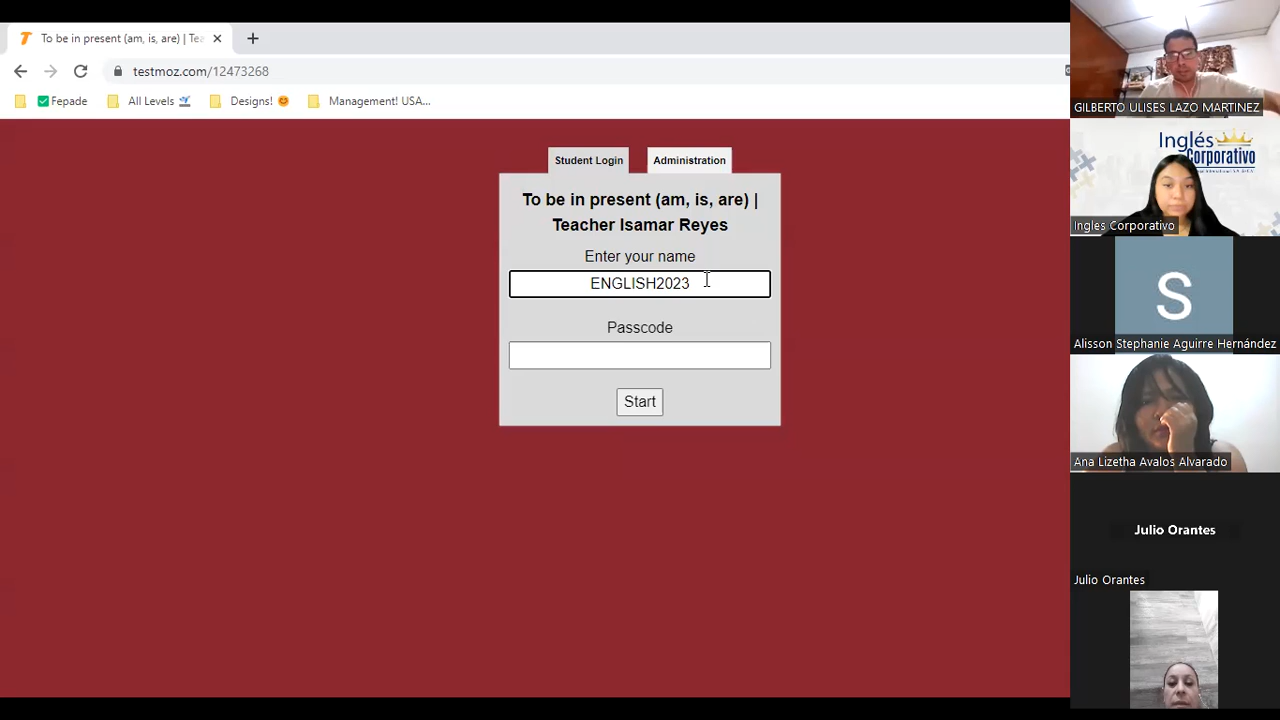 To be in present (am, is, are) | Tea
testmoz.com/12473268
Fepade
All Levels
Designs!
Management! USA...
Student Login
Administration
To be in present (am, is, are) |
Teacher Isamar Reyes
Enter your name
ENGLISH2023
Passcode
Start
GILBERTO ULISES LAZO MARTINEZ
Inglés
Corporativo
Ingles Corporativo
S
Alisson Stephanie Aguirre Hernández
Ana Lizetha Avalos Alvarado
Julio Orantes
Julio Orantes